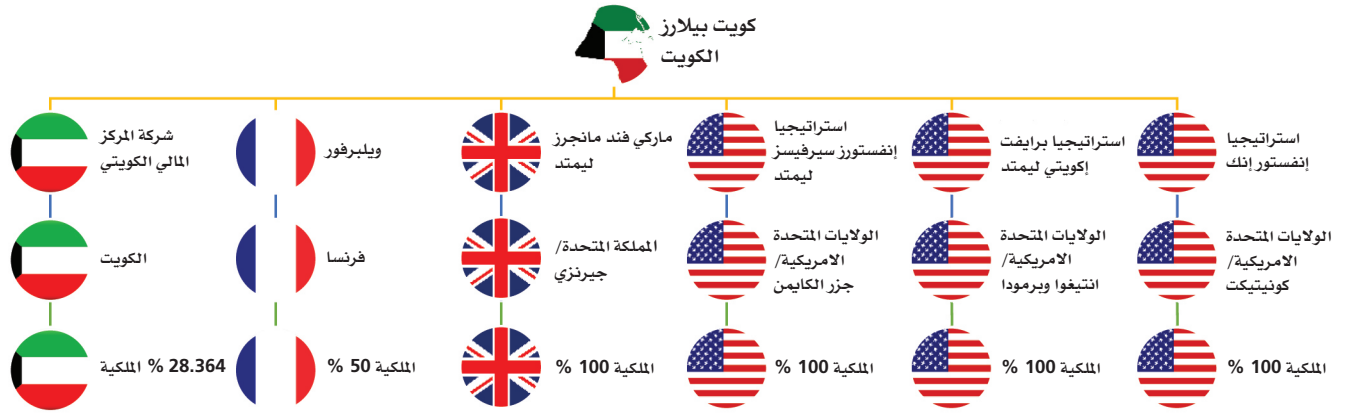 كويت بيلارز
الكويت
استراتيجيا
إنفستور إنك
استراتيجيا برايفت
إكويتي ليمتد
استراتيجيا
إنفستورز سيرفيسز
ليمتد
ماركي فند مانجرز
ليمتد
ويلبرفور
شركة المركز
المالي الكويتي
الولايات المتحدة
الامريكية/
كونيتيكت
الولايات المتحدة
الامريكية/
انتيغوا وبرمودا
الولايات المتحدة
الامريكية/
جزر الكايمن
المملكة المتحدة/
جيرنزي
فرنسا
الكويت
الملكية 100 %
الملكية 100 %
الملكية 100 %
الملكية 100 %
الملكية 50 %
28.364 % الملكية